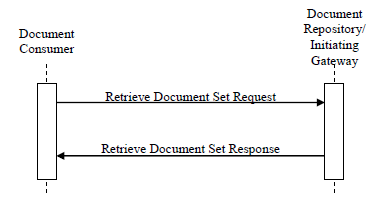 Document
Consumer
Document
Repository/
Initiating
Gateway
Retrieve Document Set Request
Retrieve Document Set Response